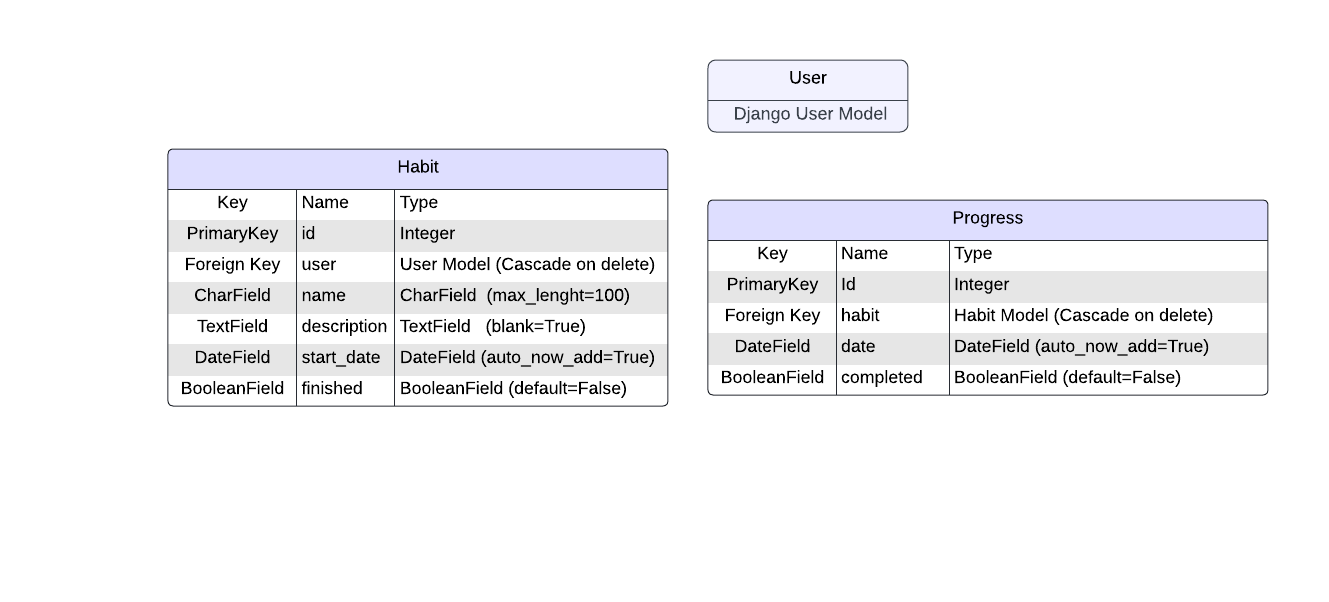 User
Django User Model
Habit
Key Name Type
PrimaryKey id Integer
Foreign Key user User Model (Cascade on delete)
CharField name CharField (max_lenght=100)
TextField description TextField (blank=True)
DateField start_date DateField (auto_now_add=True)
BooleanField finished BooleanField (default=False)
Progress
Key Name Type
PrimaryKey Id Integer
Foreign Key habit Habit Model (Cascade on delete)
DateField date DateField (auto_now_add=True)
BooleanField completed BooleanField (default=False)